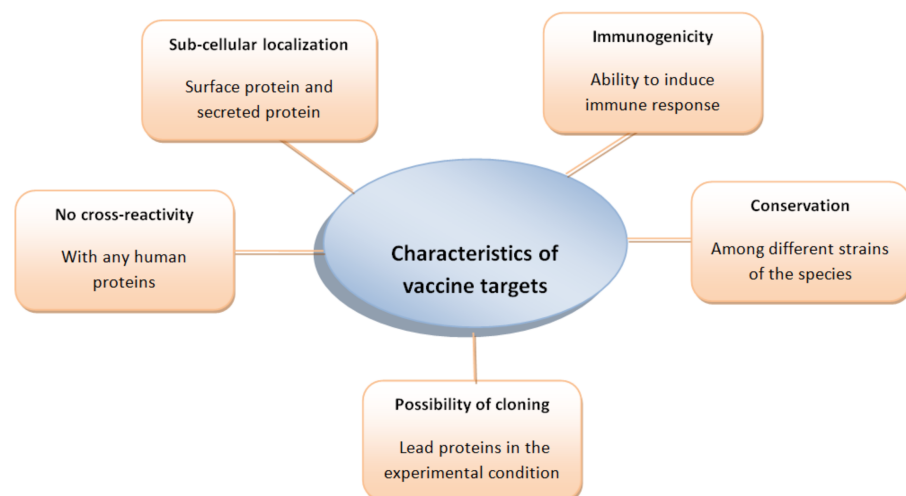 Sub-cellular localization
Surface protein and
secreted protein
Immunogenicity
Ability to induce
immune response
No cross-reactivity
With any human
proteins
Characteristics of
vaccine targets
Conservation
Among different strains
of the species
Possibility of cloning
Lead proteins in the
experimental condition